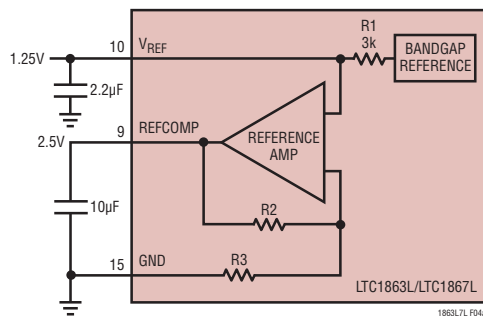 R1
3k
1.25V
10
VREF
BANDGAP
REFERENCE
2.2µF
2.5V
9
REFCOMP
REFERENCE
AMP
10µF
R2
15
GND
R3
LTC1863L/LTC1867L
1863L7L F04a